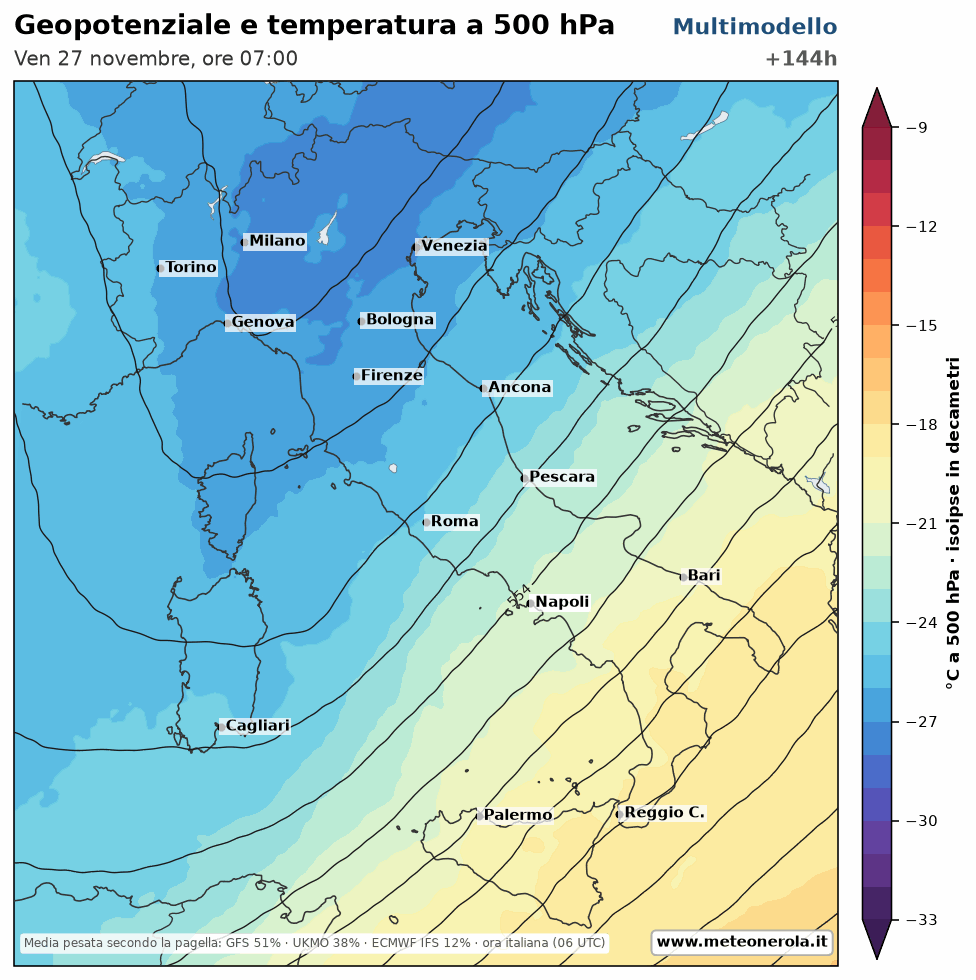 Geopotenziale e temperatura a 500 hPa
Multimodello
Ven 27 novembre, ore 07:00
+144h
Milano
Venezia
Torino
Genova
Bologna
Firenze
Ancona
Pescara
Roma
Bari
554
Napoli
Cagliari
Palermo
Reggio C.
−9
−12
−15
−18
−21
−24
−27
−30
−33
°C a 500 hPa · isoipse in decametri
Media pesata secondo la pagella: GFS 51% · UKMO 38% · ECMWF IFS 12% · ora italiana (06 UTC)
www.meteonerola.it